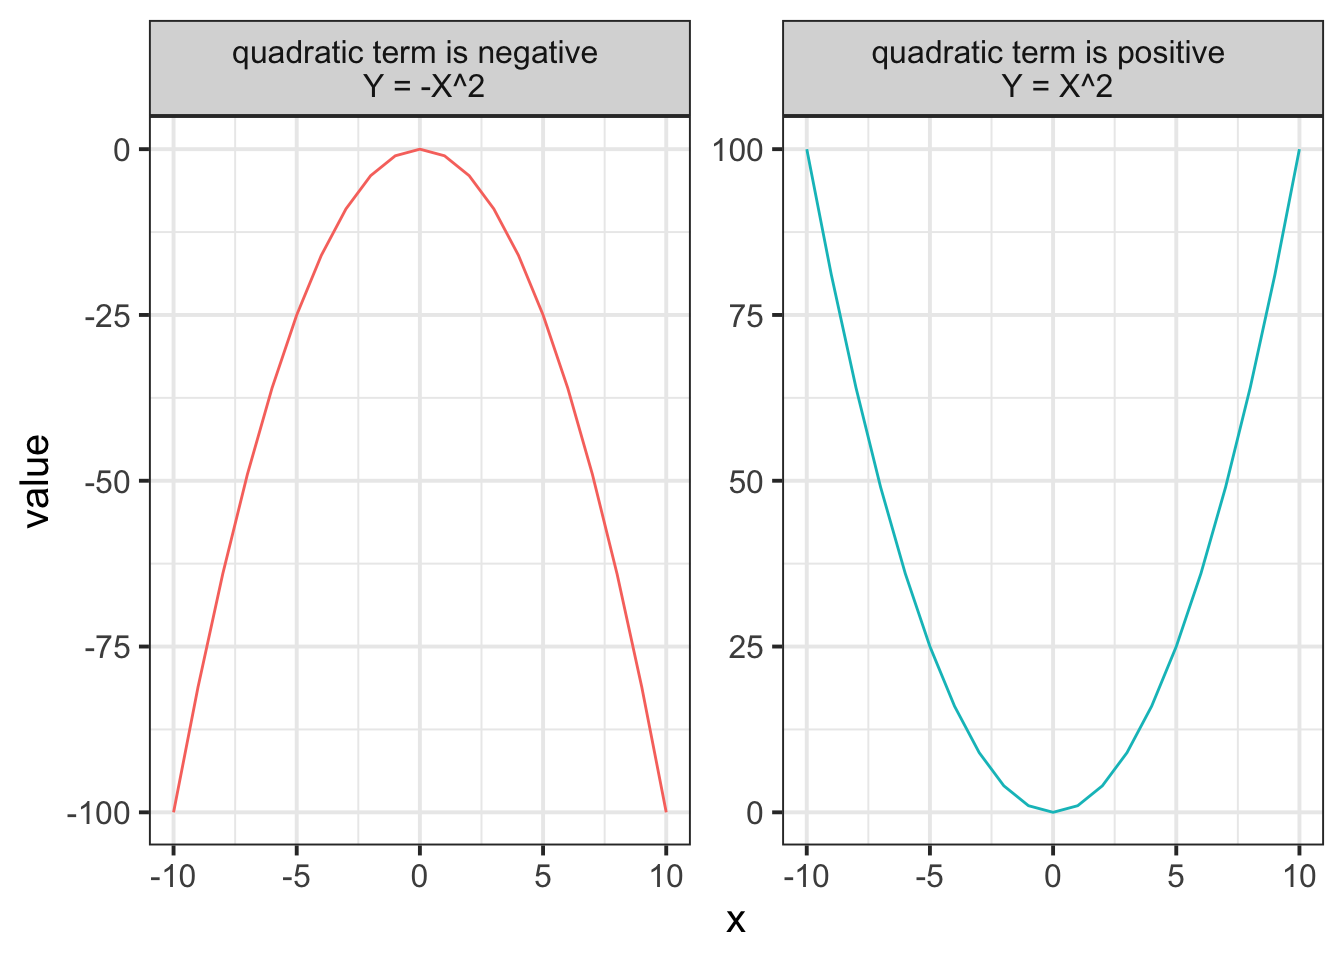 quadratic term is negative
Y = -X^2
quadratic term is positive
Y = X^2
value
0
-25
-50
-75
-100
100
75
50
25
0
-10 -5 0 5 10
-10 -5 0 5 10
x